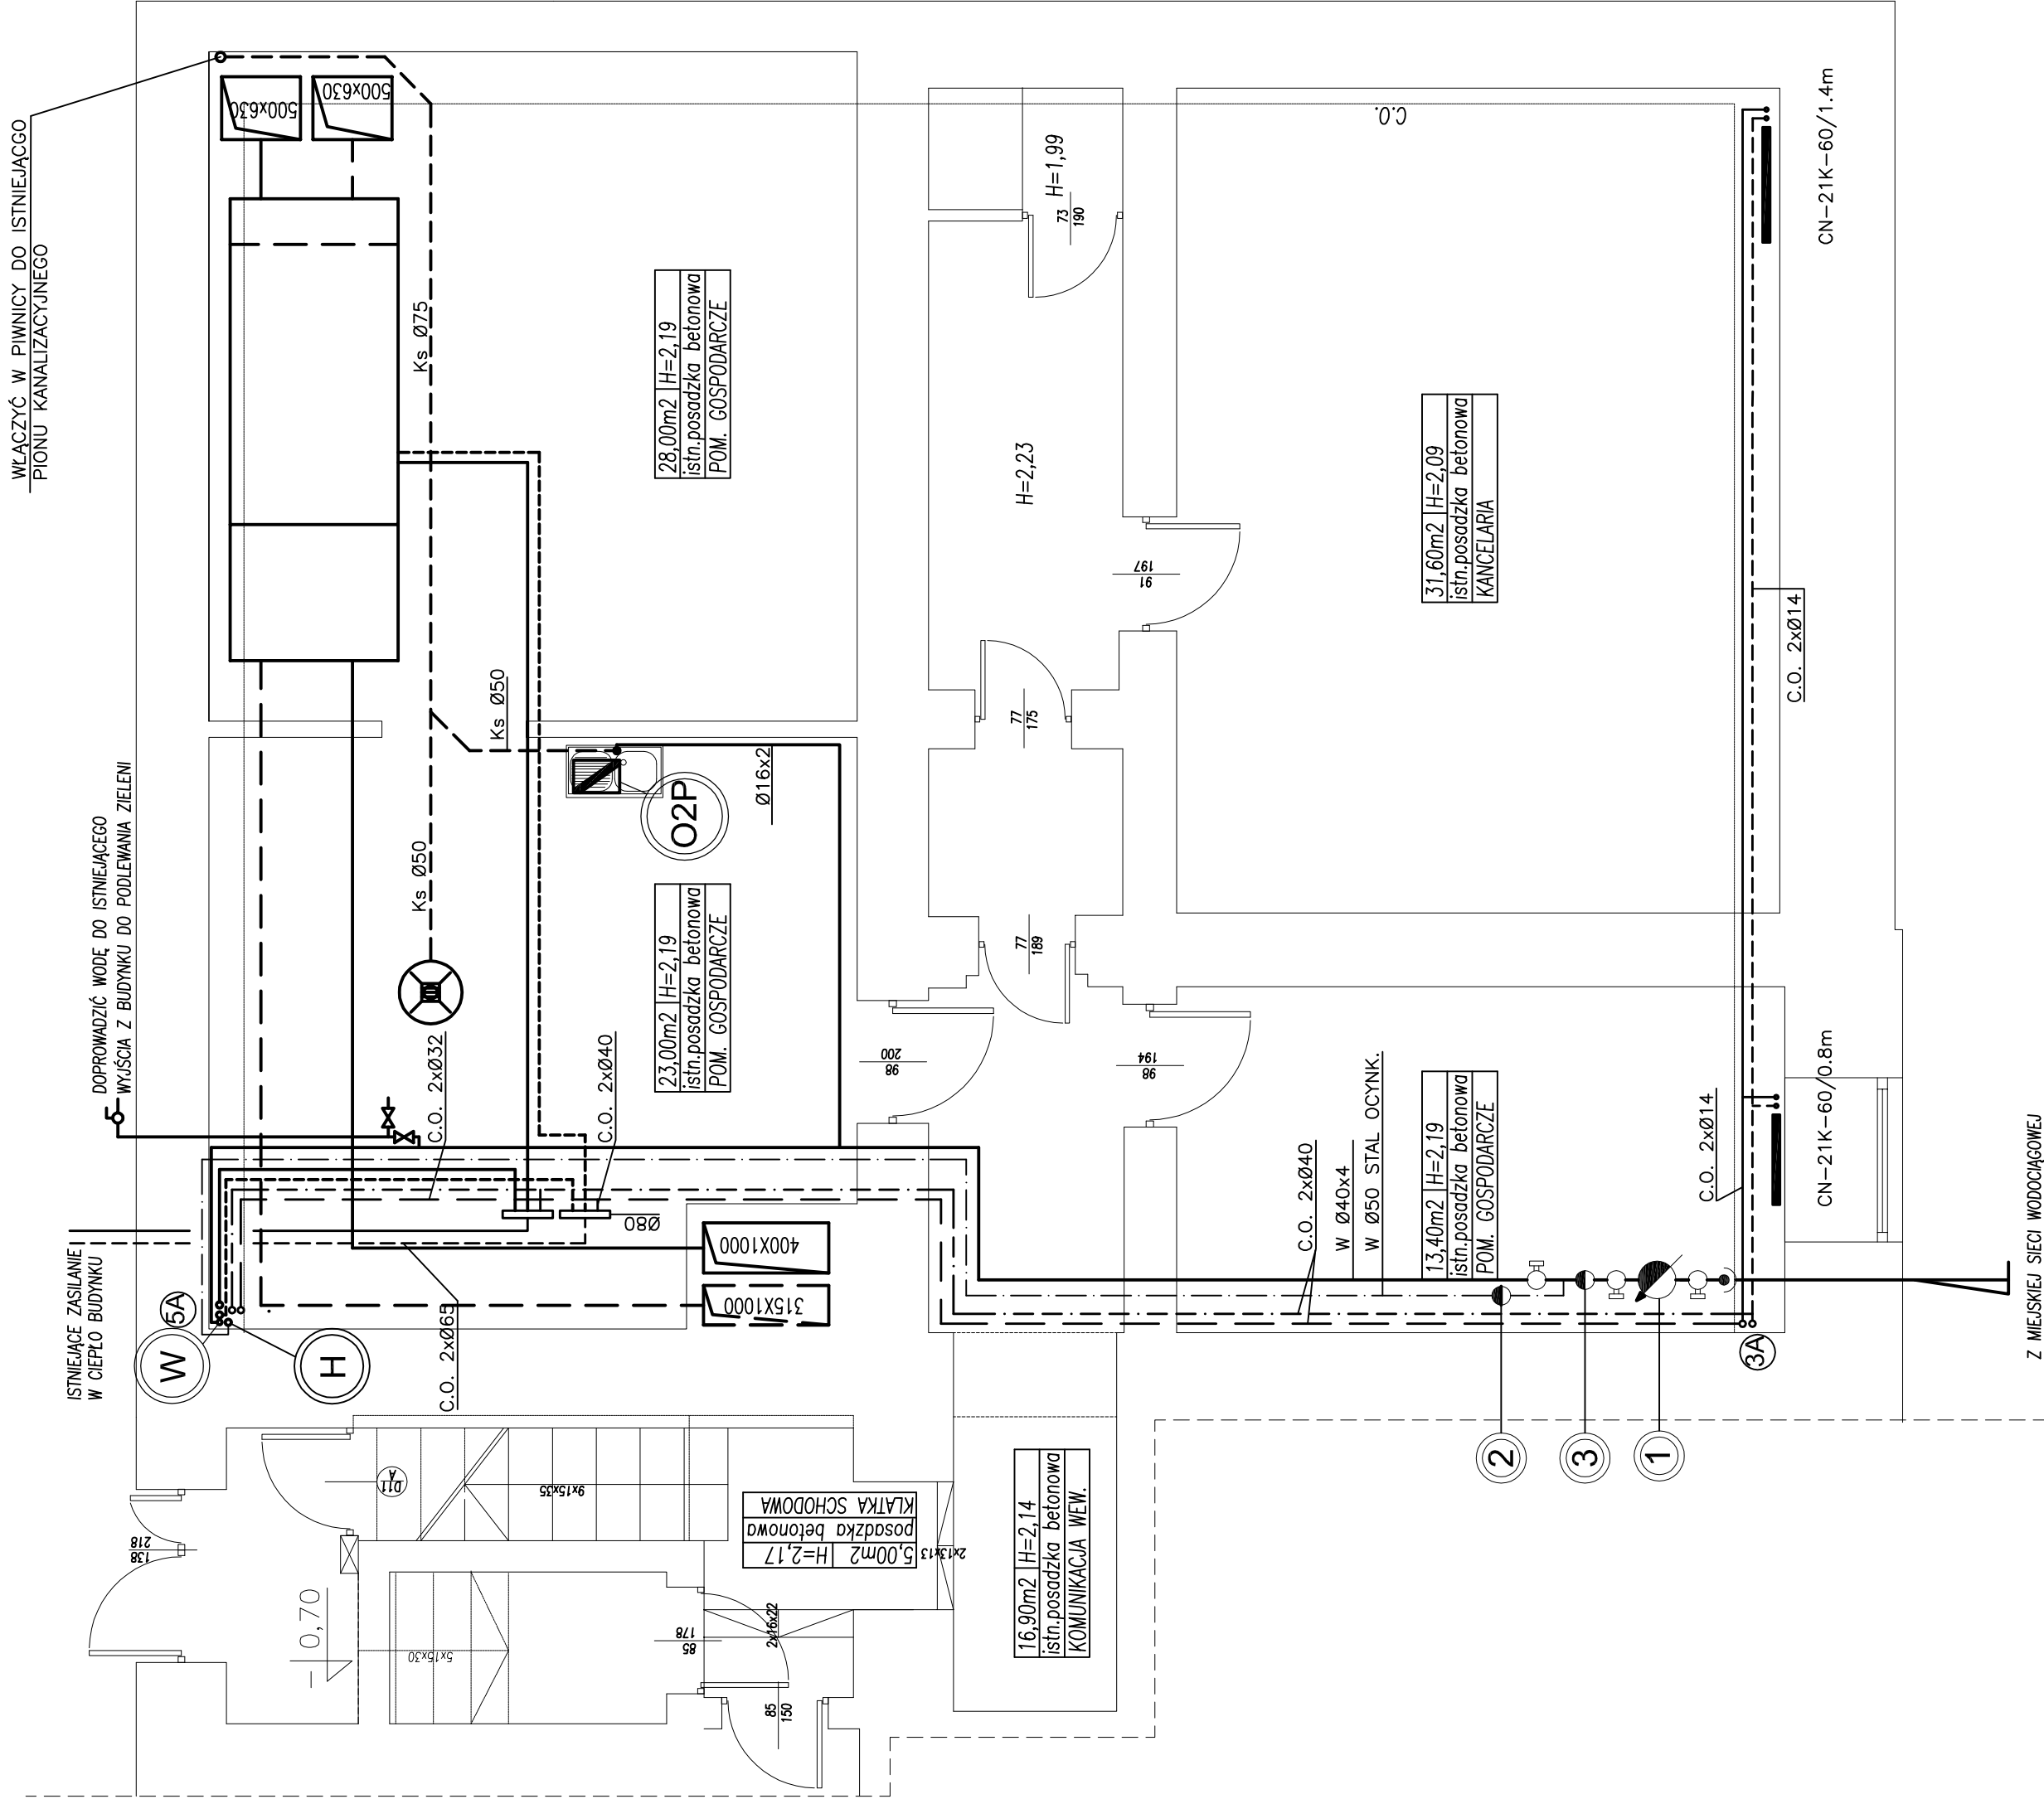 WŁĄCZYĆ W PIWNICY DO ISTNIEJĄCGO
PIONU KANALIZACYJNEGO
500x630
500x630
Ks Ø75
28,00m2 H=2,19
istn.posadzka betonowa
POM. GOSPODARCZE
H=1,99
73
190
C.O.
CN-21K-60/1.4m
H=2,23
91
197
31,60m2 H=2,09
istn.posadzka betonowa
KANCELARIA
C.O. 2xØ14
Ks Ø50
77
175
Ø16x2
O2P
Ks Ø50
DOPROWADZIĆ WODĘ DO ISTNIEJĄCEGO
WYJŚCIA Z BUDYNKU DO PODLEWANIA ZIELENI
23,00m2 H=2,19
istn.posadzka betonowa
POM. GOSPODARCZE
77
189
98
200
98
194
C.O. 2xØ32
C.O. 2xØ40
Ø80
C.O. 2xØ40
W Ø40x4
W Ø50 STAL OCYNK.
13,40m2 H=2,19
istn.posadzka betonowa
POM. GOSPODARCZE
C.O. 2xØ14
CN-21K-60/0.8m
Z MIEJSKIEJ SIECI WODOCIĄGOWEJ
ISTNIEJĄCE ZASILANIE
W CIEPŁO BUDYNKU
5A
W
H
C.O. 2xØ65
400X1000
315X1000
3A
2
3
1
D11
A
9x15x35
KLATKA SCHODOWA
posadzka betonowa
5,00m2 H=2,17
2x13x13
16,90m2 H=2,14
istn.posadzka betonowa
KOMUNIKACJA WEW.
138
218
-0,70
5x15x30
85
178
2x16x22
85
150